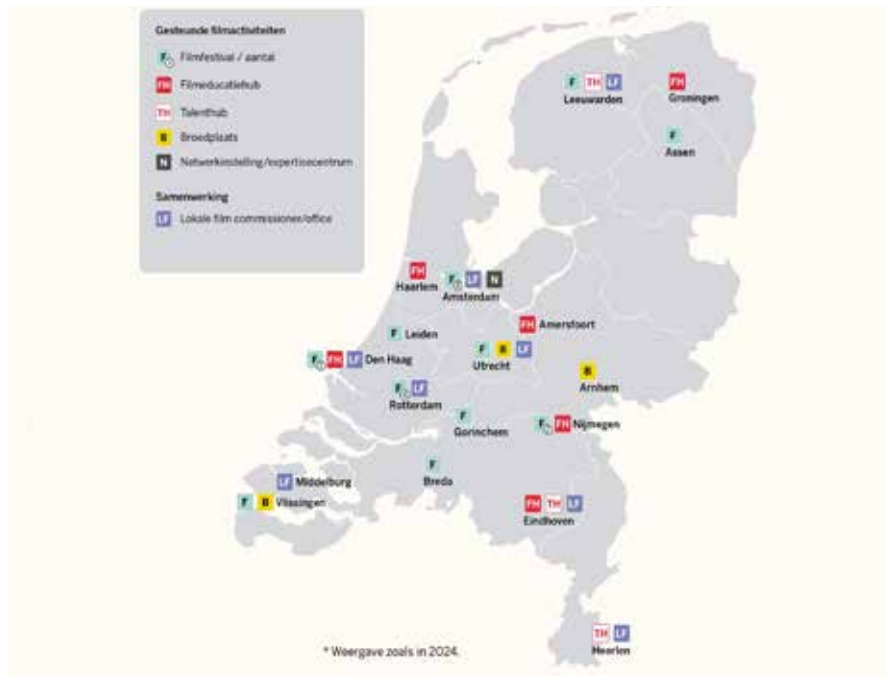 Gesteunde filmactiviteiten
F Filmfestival / aantal
FH Filmeducatiehub
TH Talenthub
B Broedplaats
N Netwerkinstelling/expertisecentrum
Samenwerking
LF Lokale film commissioner/office
F TH LF
Leeuwarden
FH
Groningen
F
Assen
FH
Haarlem
F LF N
Amsterdam
FH Amersfoort
F Leiden
F B LF
Utrecht
F FH LF Den Haag
B
Arnhem
F LF
Rotterdam
F
Gorinchem
F FH Nijmegen
F
Breda
LF Middelburg
F B Vlissingen
FH TH LF
Eindhoven
TH LF
Heerlen
* Weergave zoals in 2024.